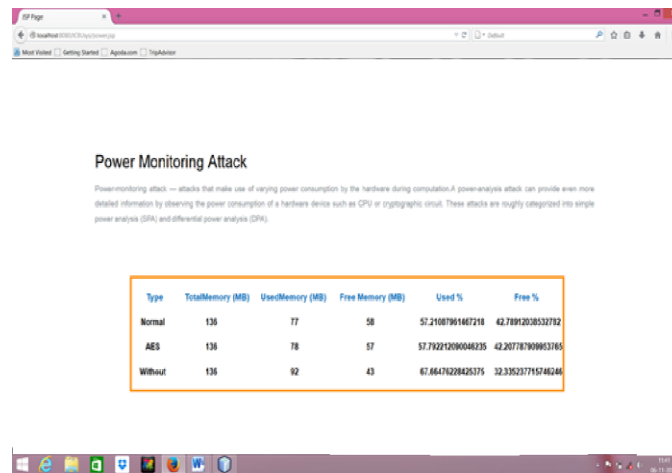 JSP Page
localhost
Default
Most Visited Getting Started Agoda.com TripAdvisor
Power Monitoring Attack
Power-monitoring attack — attacks that make use of varying power consumption by the hardware during computation.A power-analysis attack can provide even more
detailed information by observing the power consumption of a hardware device such as CPU or cryptographic circuit. These attacks are roughly categorized into simple
power analysis (SPA) and differential power analysis (DPA).
Type TotalMemory (MB) UsedMemory (MB) Free Memory (MB) Used % Free %
Normal 136 77 58 57.21087961467218 42.78912038532782
AES 136 78 57 57.792212090046235 42.207787909953765
Without 136 92 43 67.66476228425375 32.335237715746246
11:41